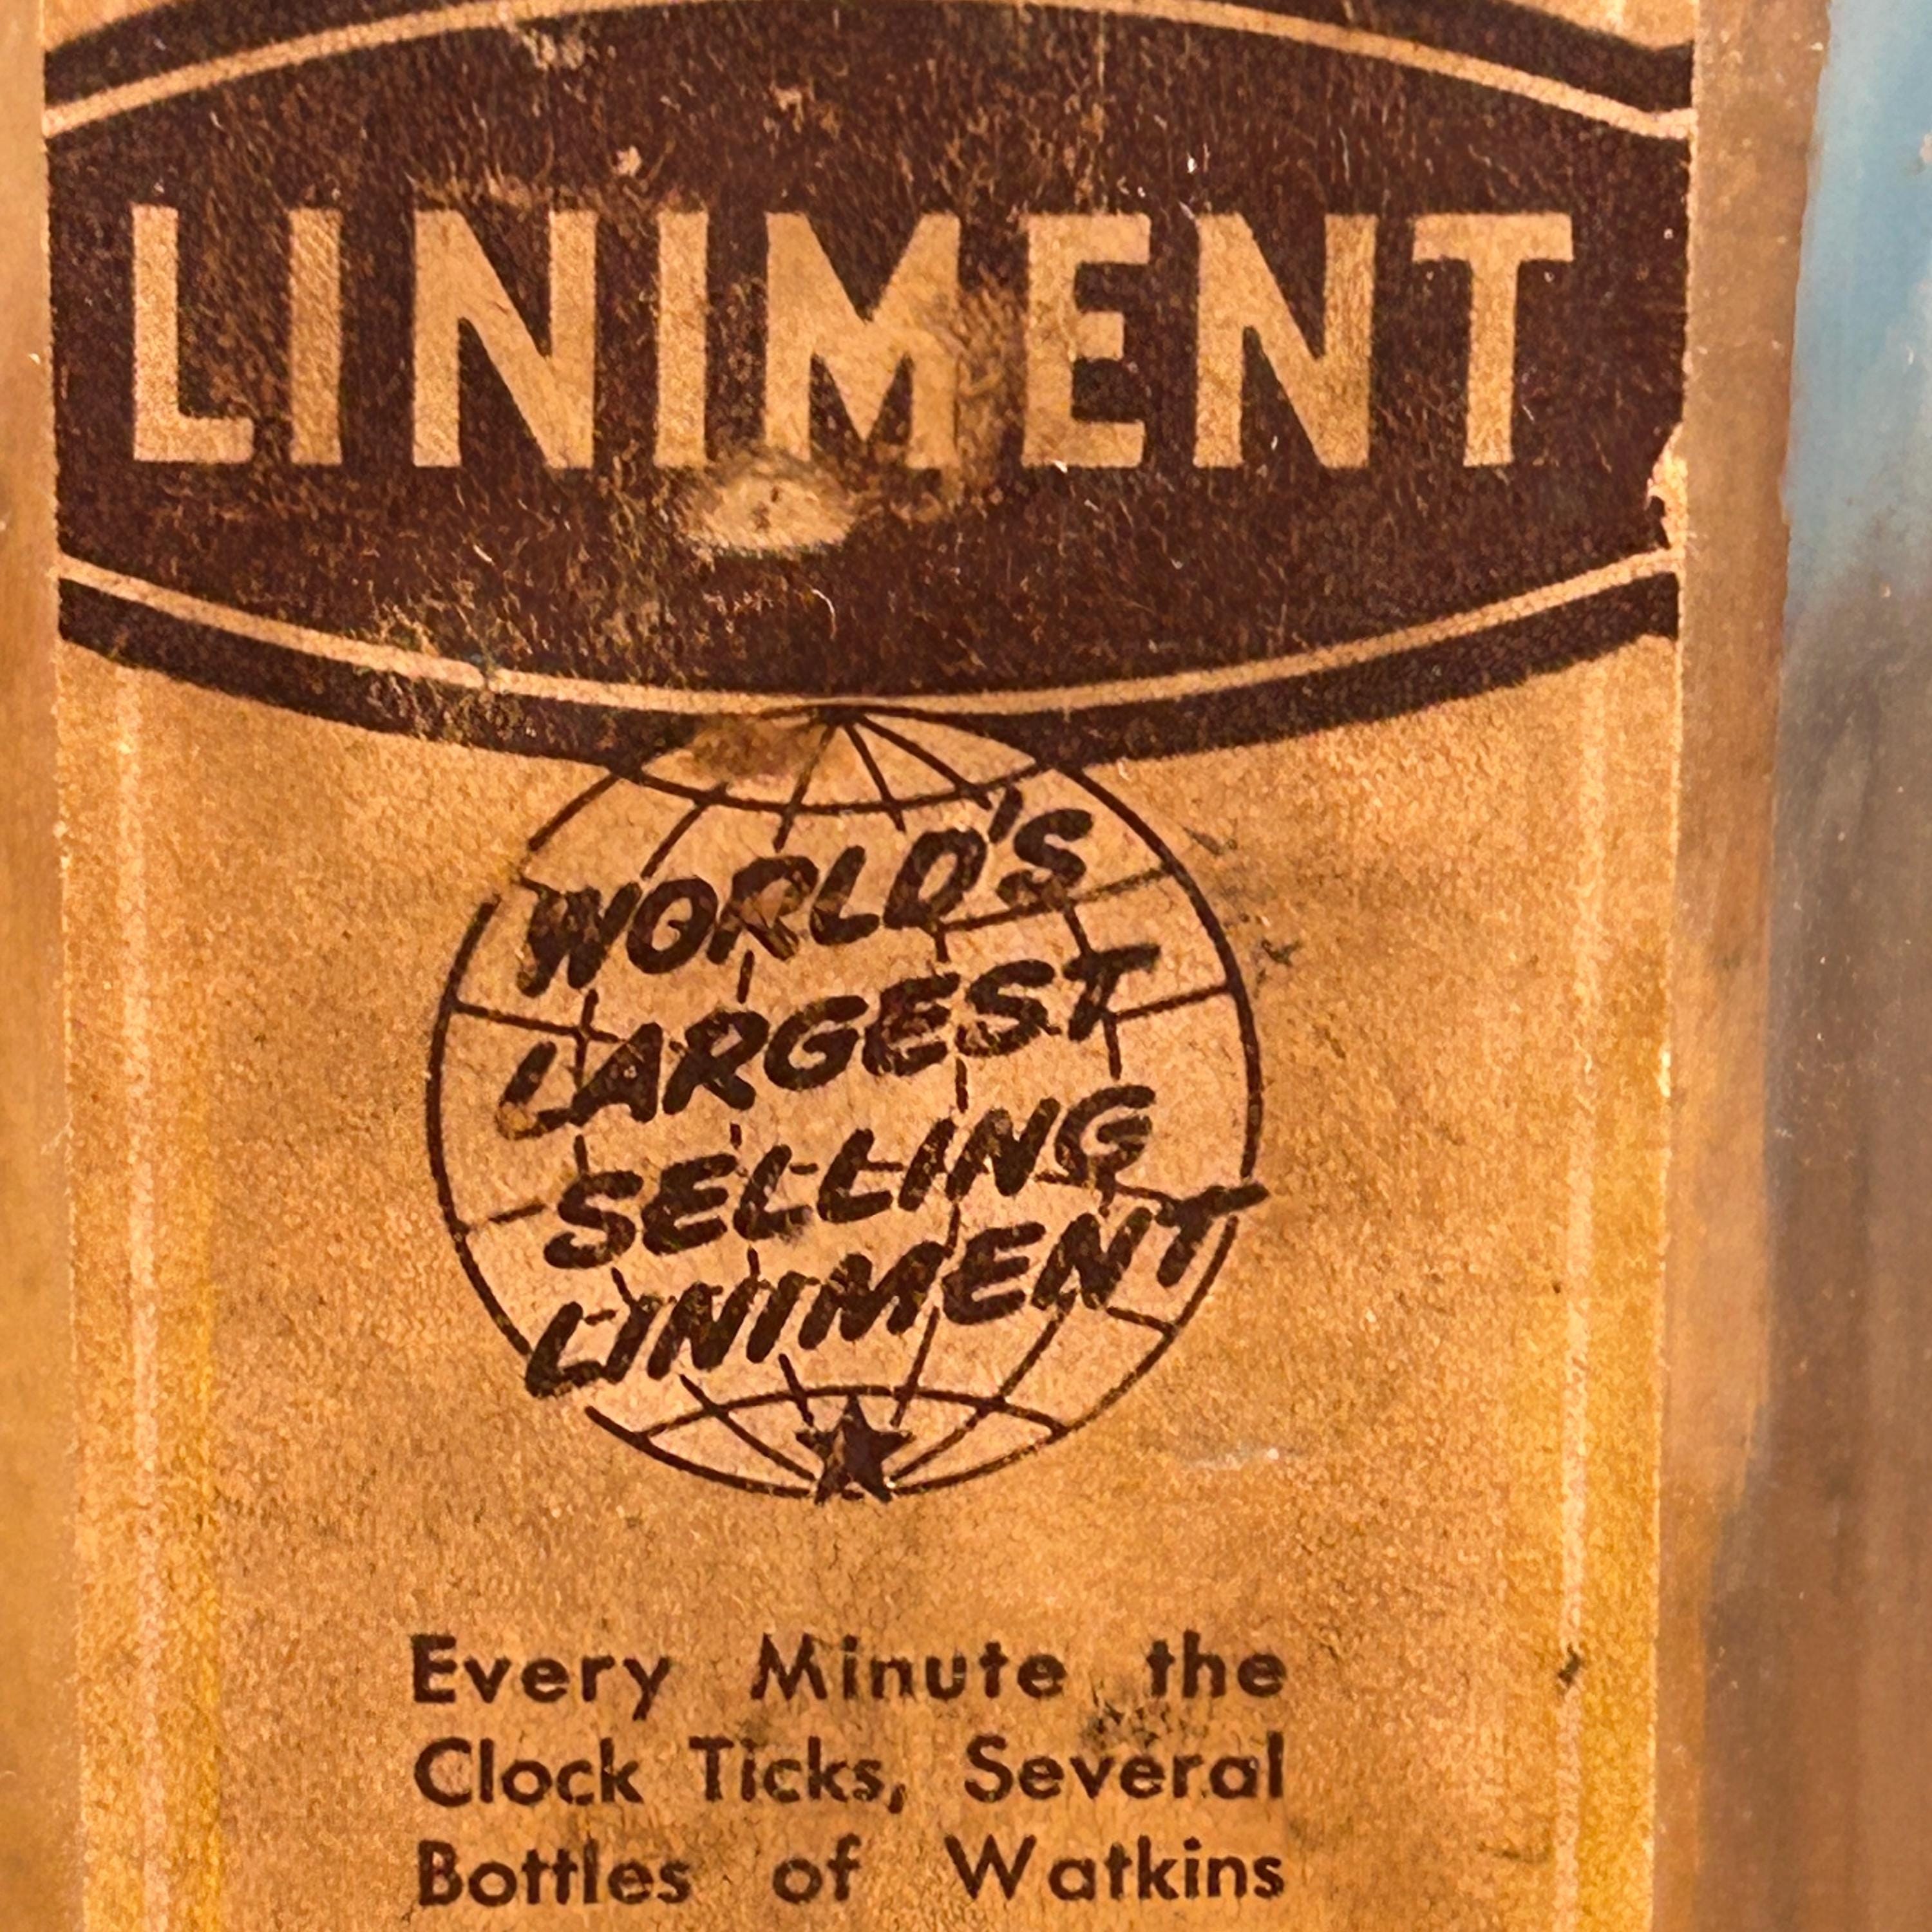 LINIMENT
WORLD'S
LARGEST
SELLING
LINIMENT
Every Minute the
Clock Ticks, Several
Bottles of Watkins